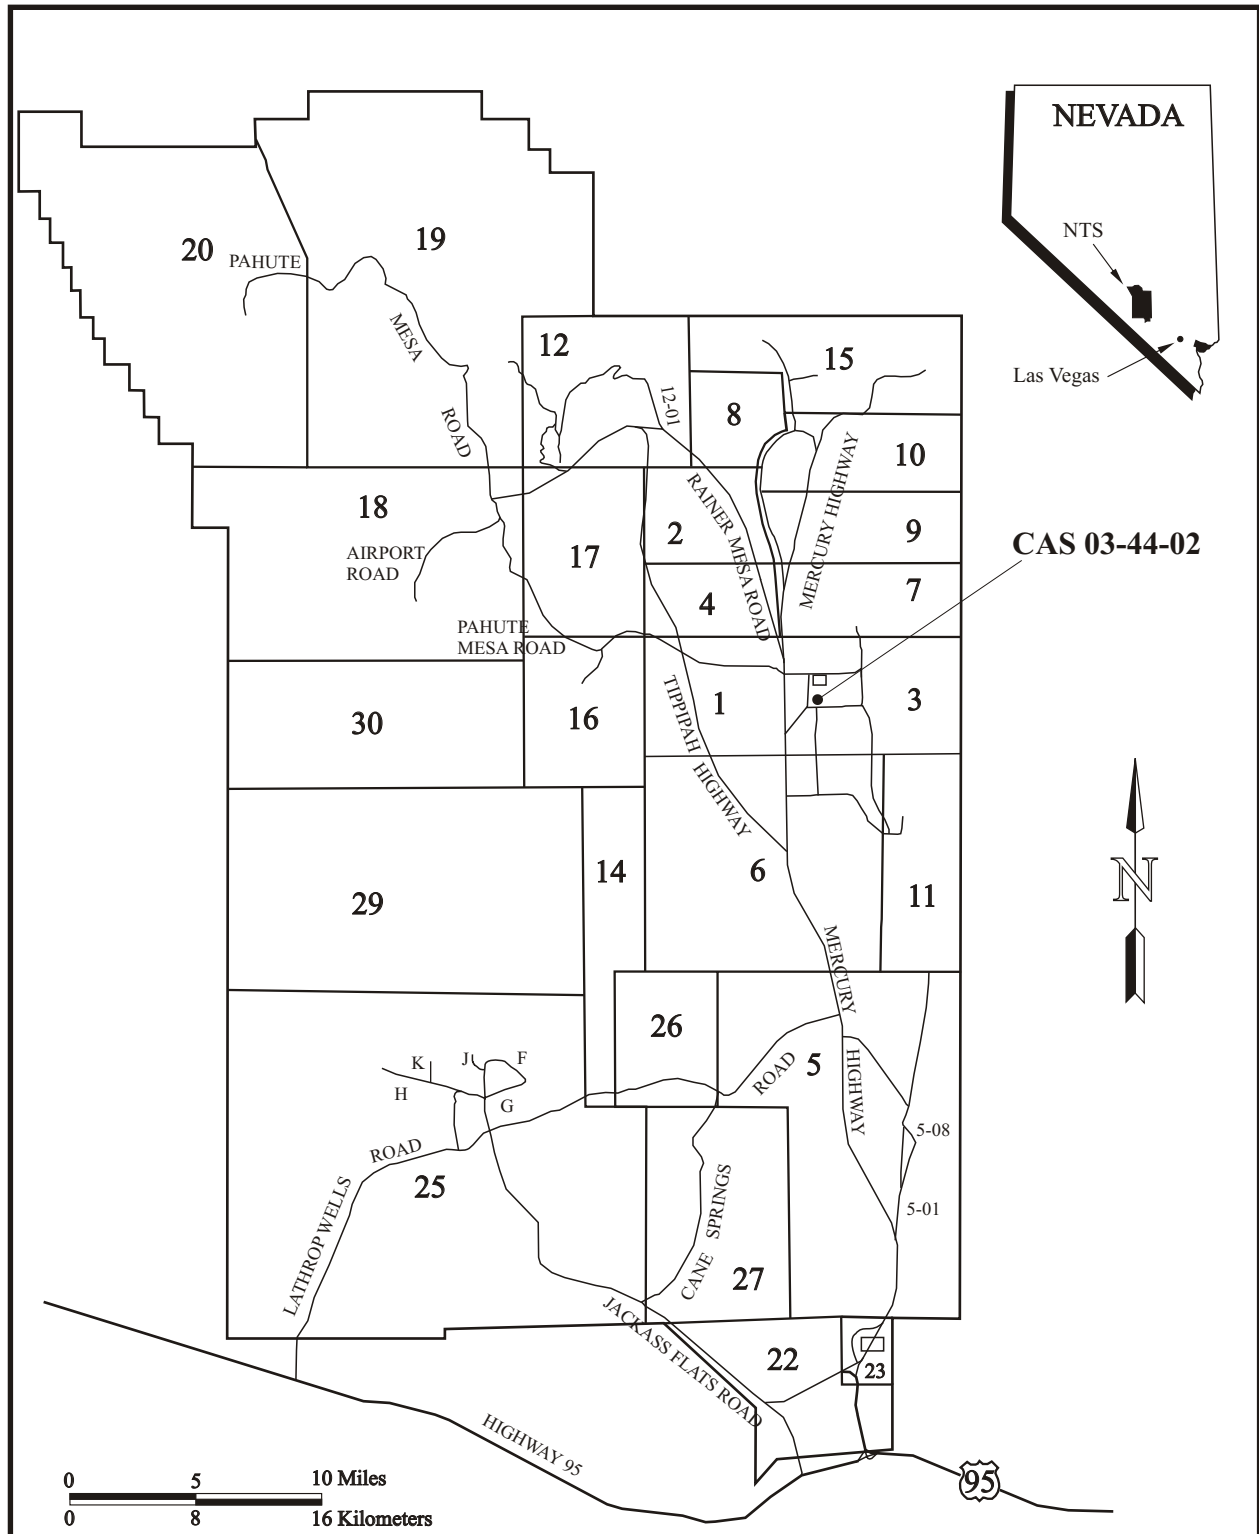 NEVADA
NTS
Las Vegas
20
19
PAHUTE
MESA
ROAD
12
15
12-01
8
10
MERCURY HIGHWAY
RAINER MESA ROAD
18
2
9
CAS 03-44-02
AIRPORT
ROAD
17
4
7
PAHUTE
MESA ROAD
TIPPIPAH HIGHWAY
1
3
30
16
29
14
6
11
N
MERCURY
HIGHWAY
26
5
ROAD
K
J
F
H
G
5-08
ROAD
25
LATHROP WELLS
CANE SPRINGS
5-01
27
JACKASS FLATS ROAD
22
23
HIGHWAY 95
95
0 5 10 Miles
0 8 16 Kilometers